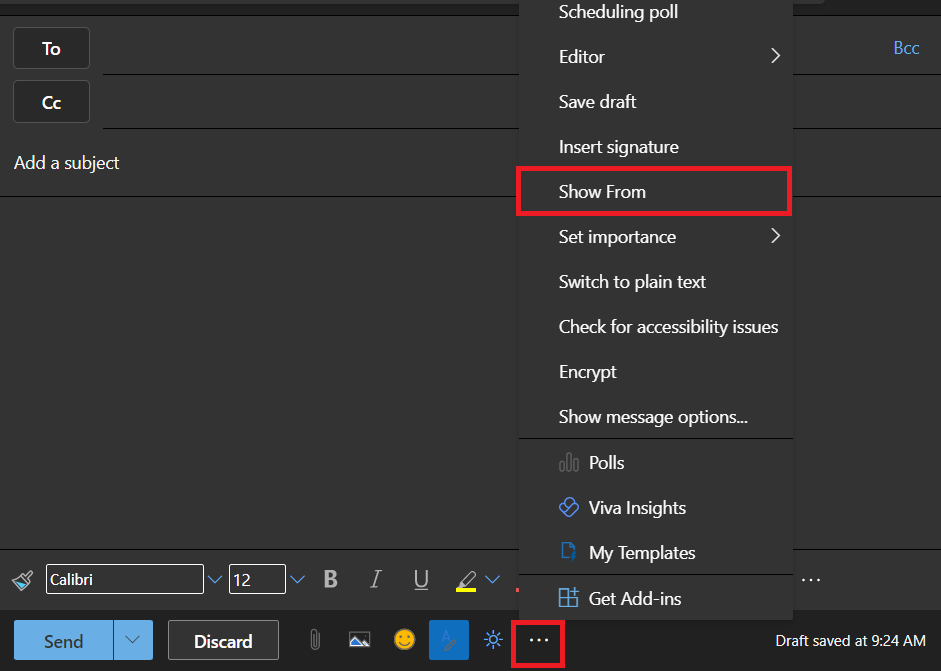 Scheduling poll
To
Bcc
Editor
Save draft
Cc
Insert signature
Add a subject
Show From
Set importance
Switch to plain text
Check for accessibility issues
Encrypt
Show message options...
Polls
Viva Insights
My Templates
Calibri
12
B
I
U
...
Get Add-ins
Send
Discard
...
Draft saved at 9:24 AM